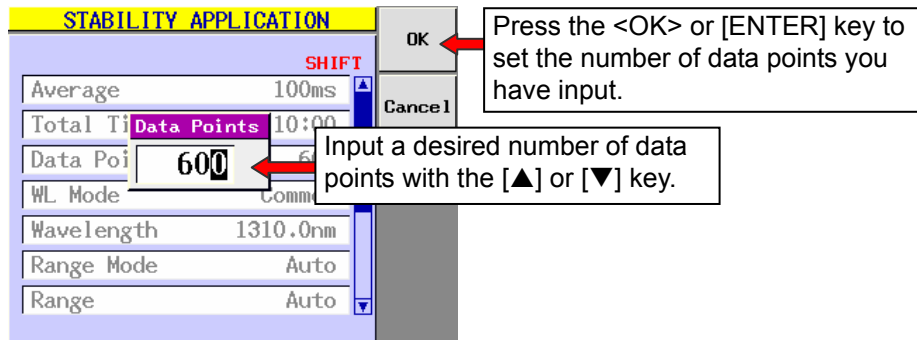 STABILITY APPLICATION
SHIFT
Average 100ms
Total Ti 10:00
Data Poi
Data Points
600
WL Mode Comm
Wavelength 1310.0nm
Range Mode Auto
Range Auto
OK
Cancel
Press the <OK> or [ENTER] key to
set the number of data points you
have input.
Input a desired number of data
points with the [▲] or [▼] key.